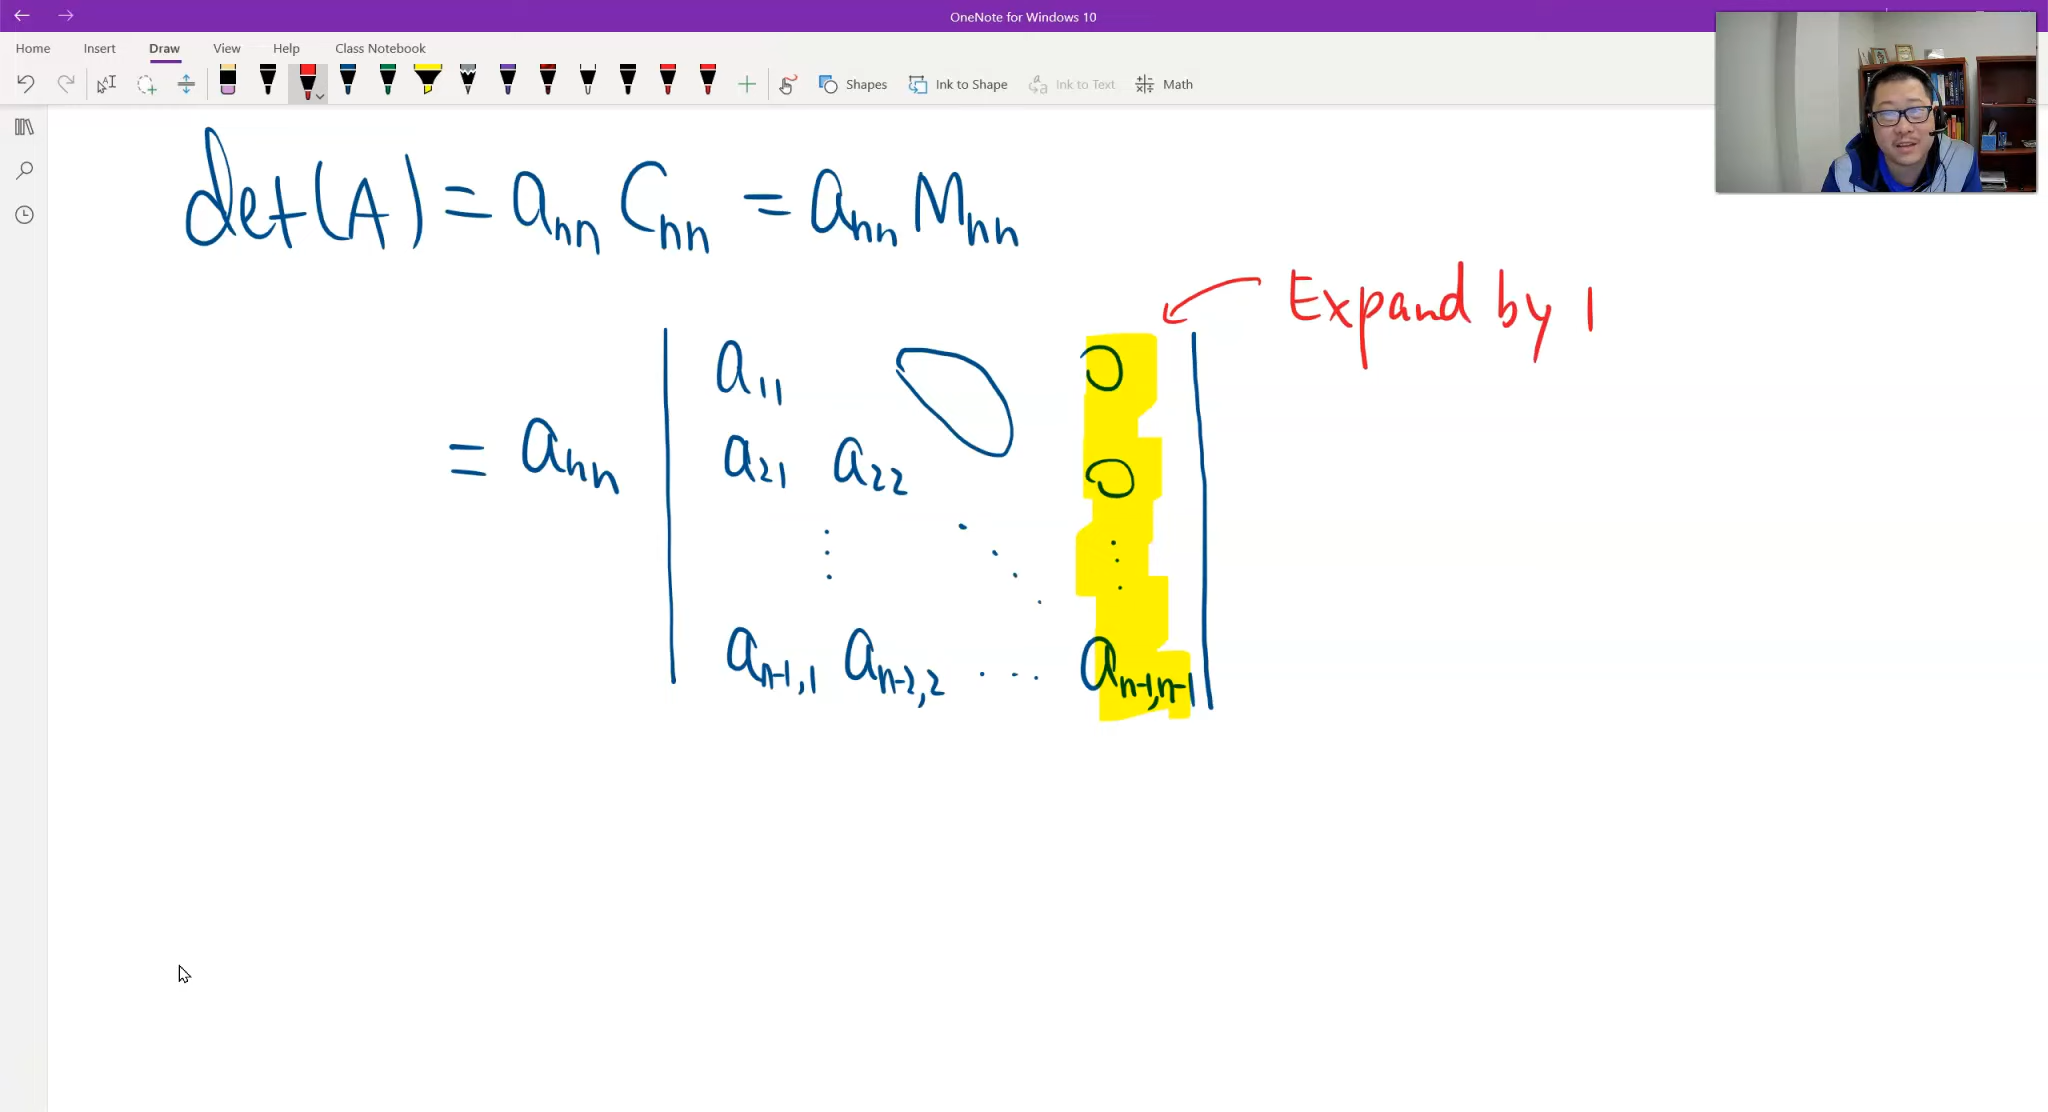 OneNote for Windows 10
Home Insert Draw View Help Class Notebook
Shapes Ink to Shape Ink to Text Math
det(A) = a_nn C_nn = a_nn M_nn
Expand by l
= a_nn | a_11 0 0 |
a_21 a_22 0
⋮ ⋱ ⋮
a_n-1,1 a_n-2,2 ... a_n-1,n-1